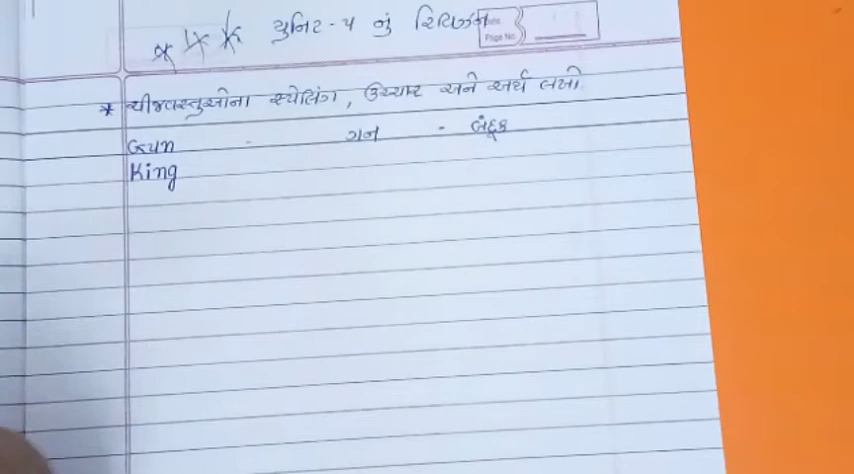 યુનિટ - ૫ નું રિવિઝન
Page No.
* ચીજવસ્તુઓના સ્પેલિંગ, ઉચ્ચાર અને અર્થ લખો.
Gun - ગન - બંદૂક
King